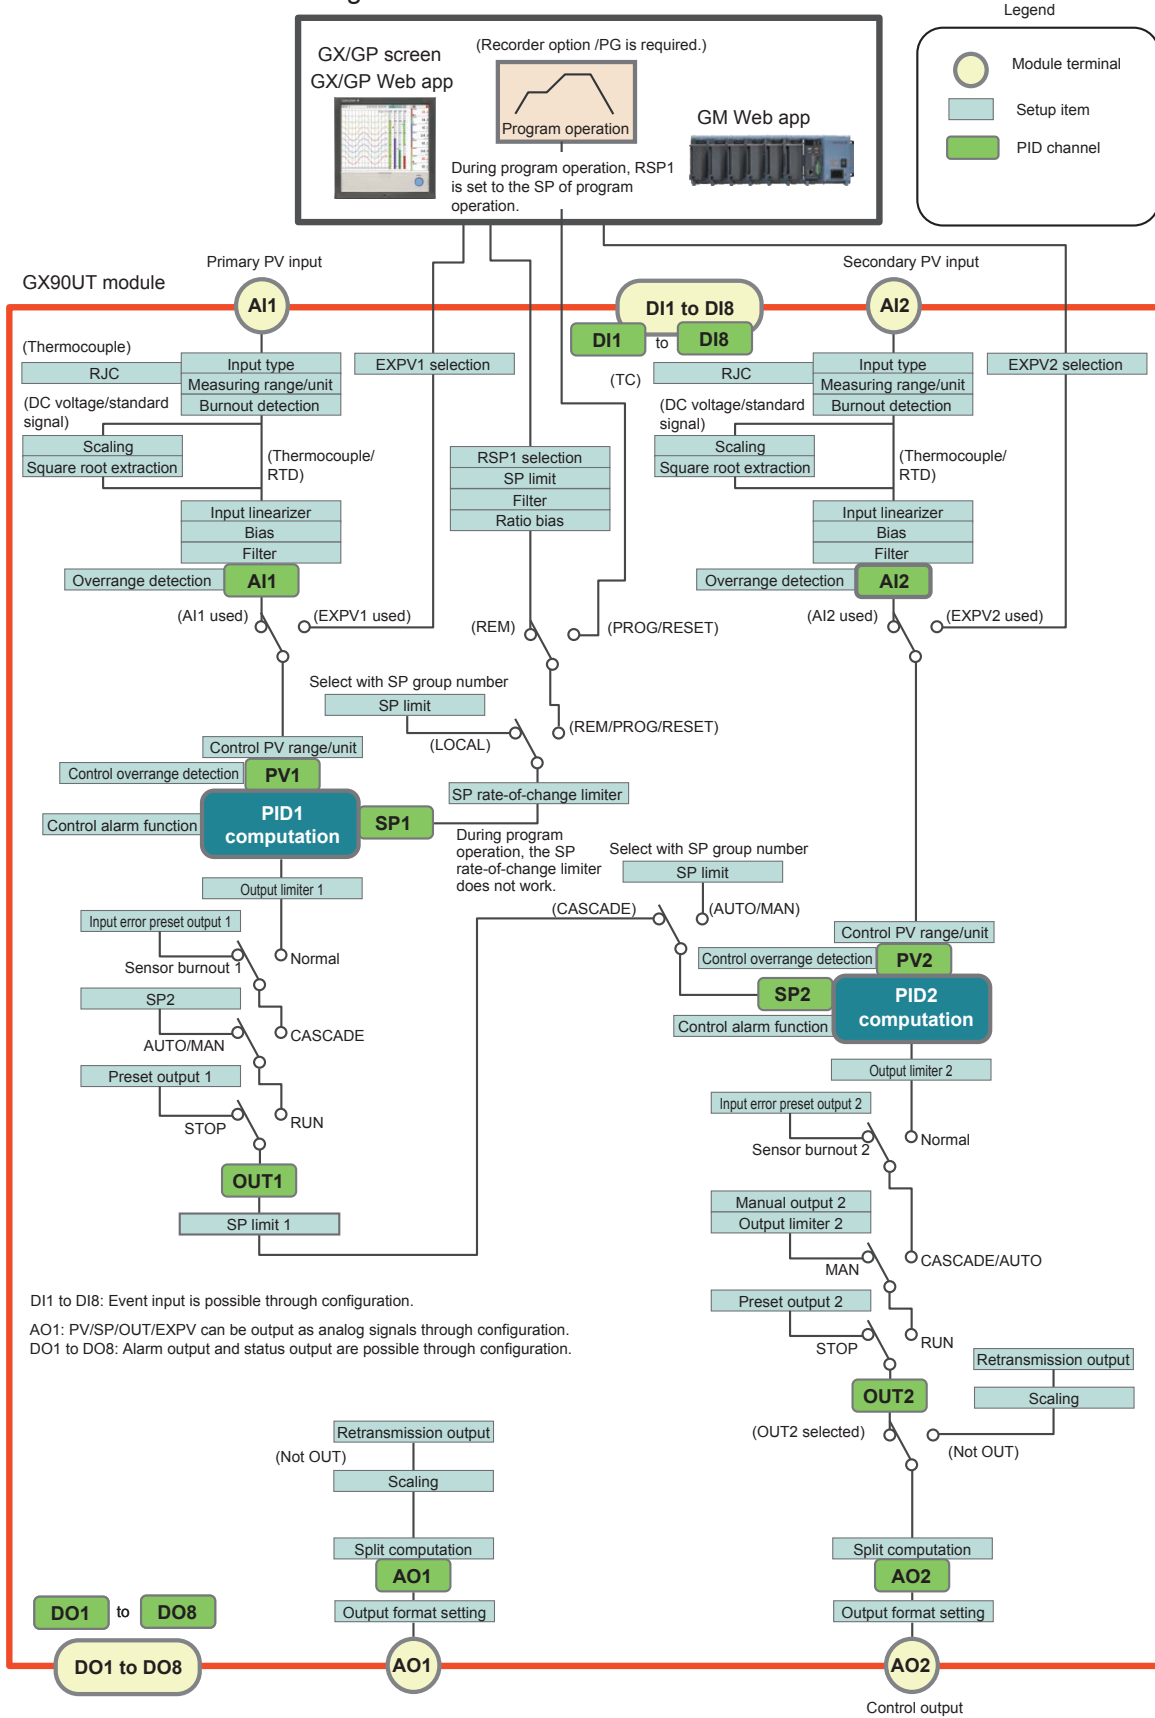 Legend
Module terminal
Setup item
PID channel
GX/GP screen
GX/GP Web app
(Recorder option /PG is required.)
Program operation
GM Web app
During program operation, RSP1
is set to the SP of program
operation.
GX90UT module
Primary PV input
Secondary PV input
AI1
DI1 to DI8
AI2
DI1
to
DI8
(Thermocouple)
RJC
Input type
Measuring range/unit
Burnout detection
EXPV1 selection
(TC)
RJC
Input type
Measuring range/unit
Burnout detection
EXPV2 selection
(DC voltage/standard
signal)
Scaling
Square root extraction
(Thermocouple/
RTD)
RSP1 selection
SP limit
Filter
Ratio bias
(DC voltage/standard
signal)
Scaling
Square root extraction
(Thermocouple/
RTD)
Input linearizer
Bias
Filter
Input linearizer
Bias
Filter
Overrange detection
AI1
Overrange detection
AI2
(AI1 used)
(EXPV1 used)
(REM)
(PROG/RESET)
(AI2 used)
(EXPV2 used)
Select with SP group number
SP limit
(LOCAL)
(REM/PROG/RESET)
Control PV range/unit
Control overrange detection
PV1
SP rate-of-change limiter
Control alarm function
PID1
computation
SP1
During program
operation, the SP
rate-of-change limiter
does not work.
Select with SP group number
SP limit
Output limiter 1
(CASCADE)
(AUTO/MAN)
Input error preset output 1
Sensor burnout 1
Normal
Control PV range/unit
Control overrange detection
PV2
SP2
PID2
computation
Control alarm function
SP2
AUTO/MAN
CASCADE
Output limiter 2
Preset output 1
STOP
RUN
Input error preset output 2
Sensor burnout 2
Normal
OUT1
SP limit 1
Manual output 2
Output limiter 2
MAN
CASCADE/AUTO
DI1 to DI8: Event input is possible through configuration.
AO1: PV/SP/OUT/EXPV can be output as analog signals through configuration.
DO1 to DO8: Alarm output and status output are possible through configuration.
Preset output 2
STOP
RUN
Retransmission output
Scaling
OUT2
(OUT2 selected)
(Not OUT)
Retransmission output
(Not OUT)
Scaling
Split computation
AO1
Output format setting
Split computation
AO2
Output format setting
DO1
to
DO8
DO1 to DO8
AO1
AO2
Control output